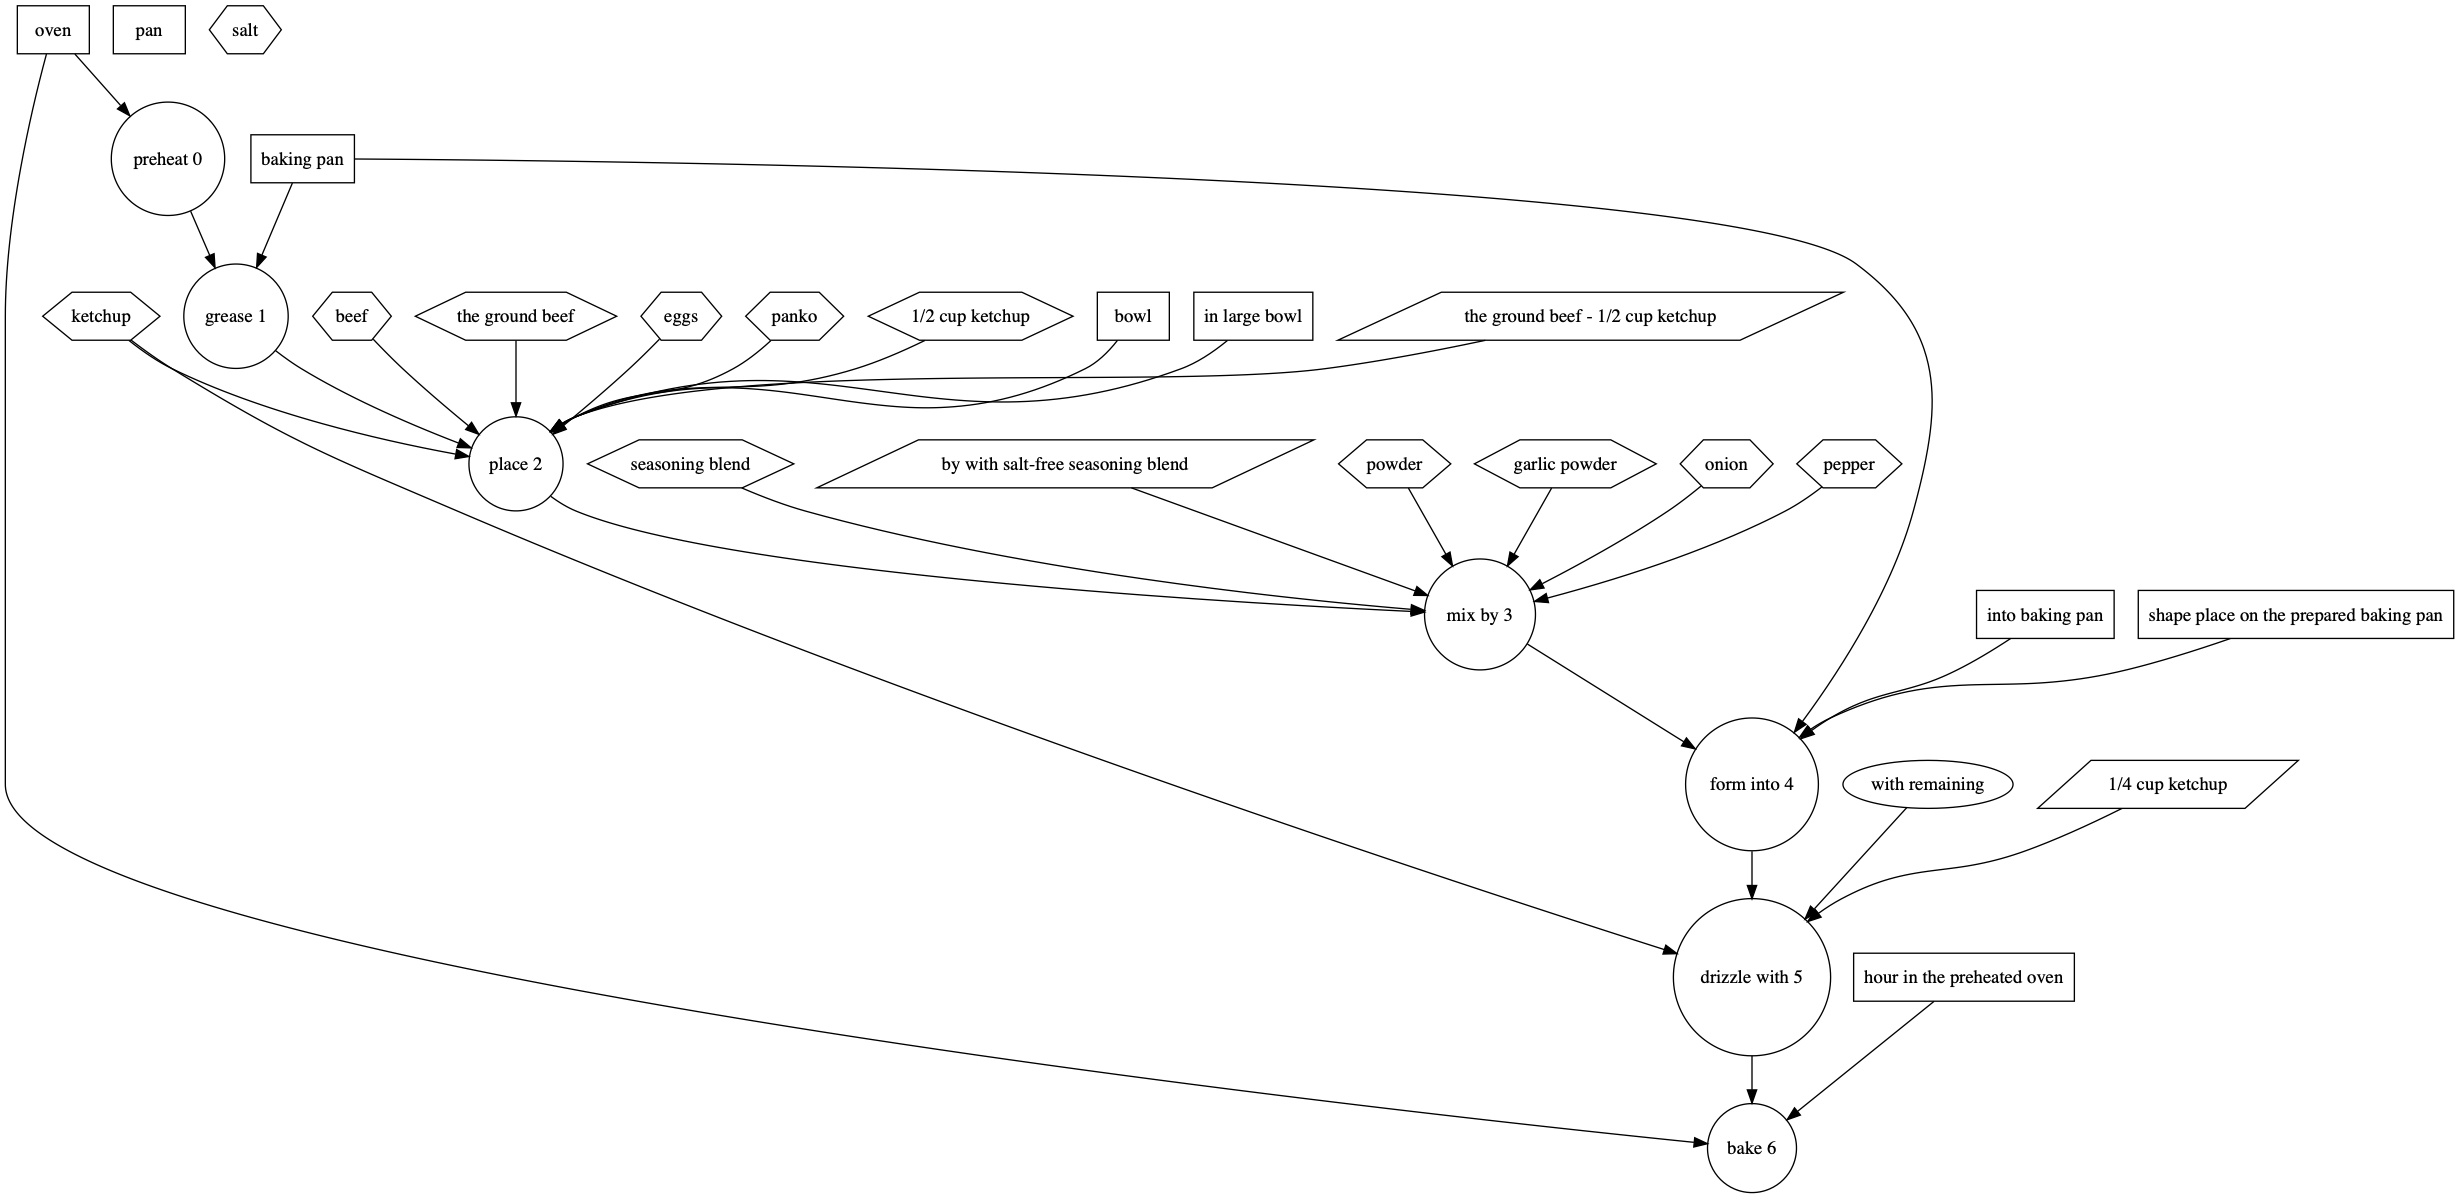 oven
pan
salt
preheat 0
baking pan
ketchup
grease 1
beef
the ground beef
eggs
panko
1/2 cup ketchup
bowl
in large bowl
the ground beef - 1/2 cup ketchup
place 2
seasoning blend
by with salt-free seasoning blend
powder
garlic powder
onion
pepper
mix by 3
into baking pan
shape place on the prepared baking pan
form into 4
with remaining
1/4 cup ketchup
drizzle with 5
hour in the preheated oven
bake 6